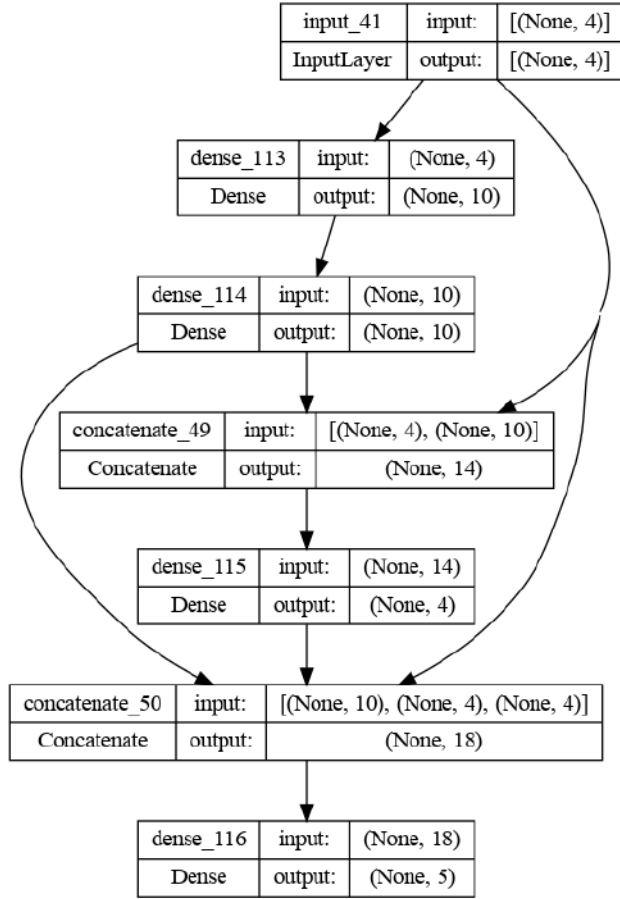 input_41 input: [(None, 4)]
InputLayer output: [(None, 4)]
dense_113 input: (None, 4)
Dense output: (None, 10)
dense_114 input: (None, 10)
Dense output: (None, 10)
concatenate_49 input: [(None, 4), (None, 10)]
Concatenate output: (None, 14)
dense_115 input: (None, 14)
Dense output: (None, 4)
concatenate_50 input: [(None, 10), (None, 4), (None, 4)]
Concatenate output: (None, 18)
dense_116 input: (None, 18)
Dense output: (None, 5)